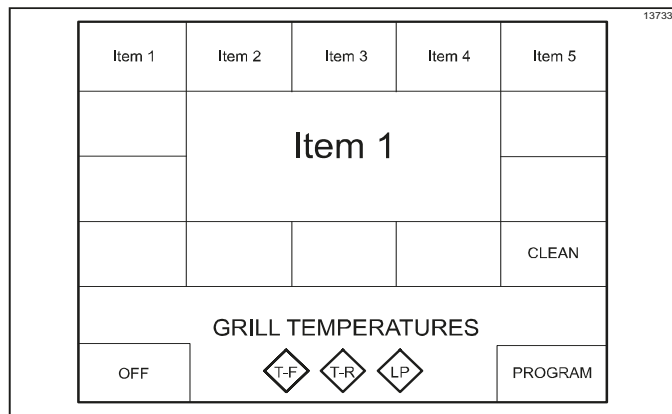 13733
Item 1 Item 2 Item 3 Item 4 Item 5
Item 1
CLEAN
GRILL TEMPERATURES
OFF T-F T-R LP PROGRAM